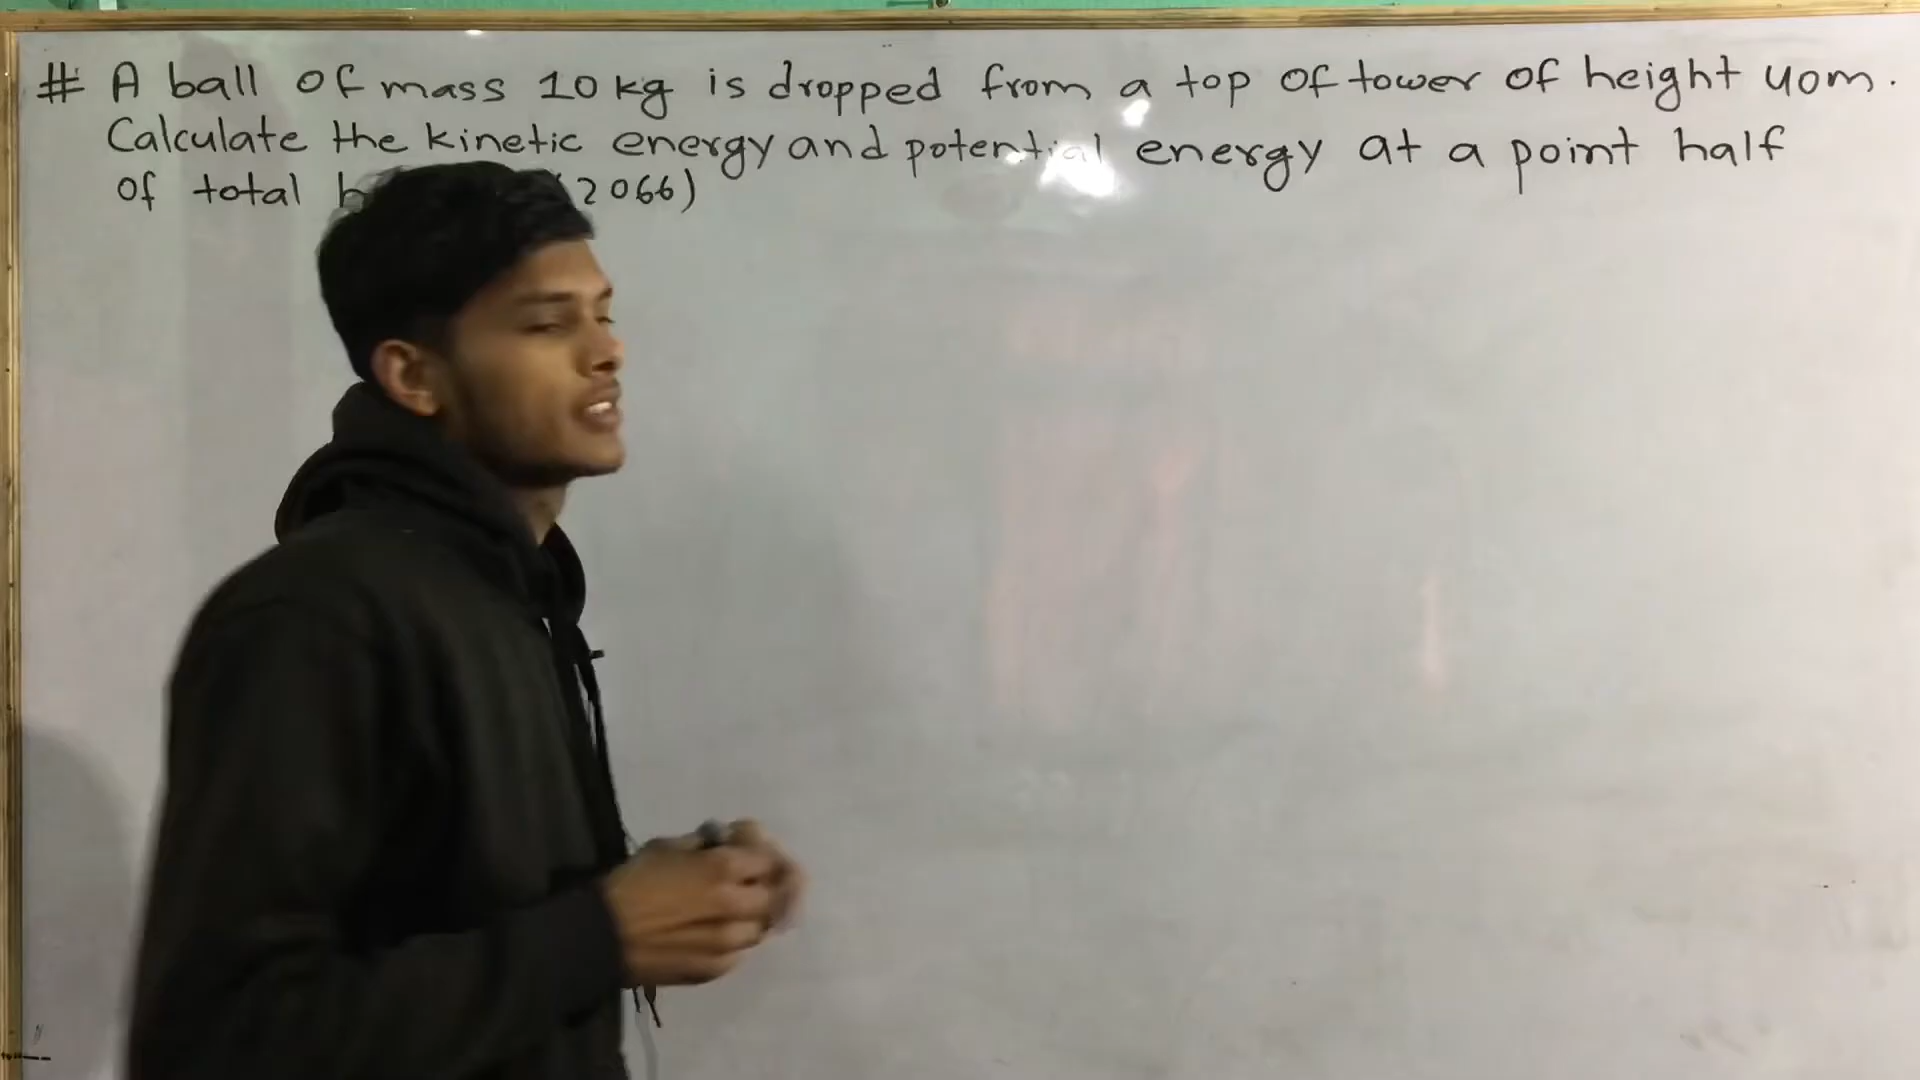 # A ball of mass 10 kg is dropped from a top of tower of height 40m.
Calculate the kinetic energy and potential energy at a point half
of total 2066)